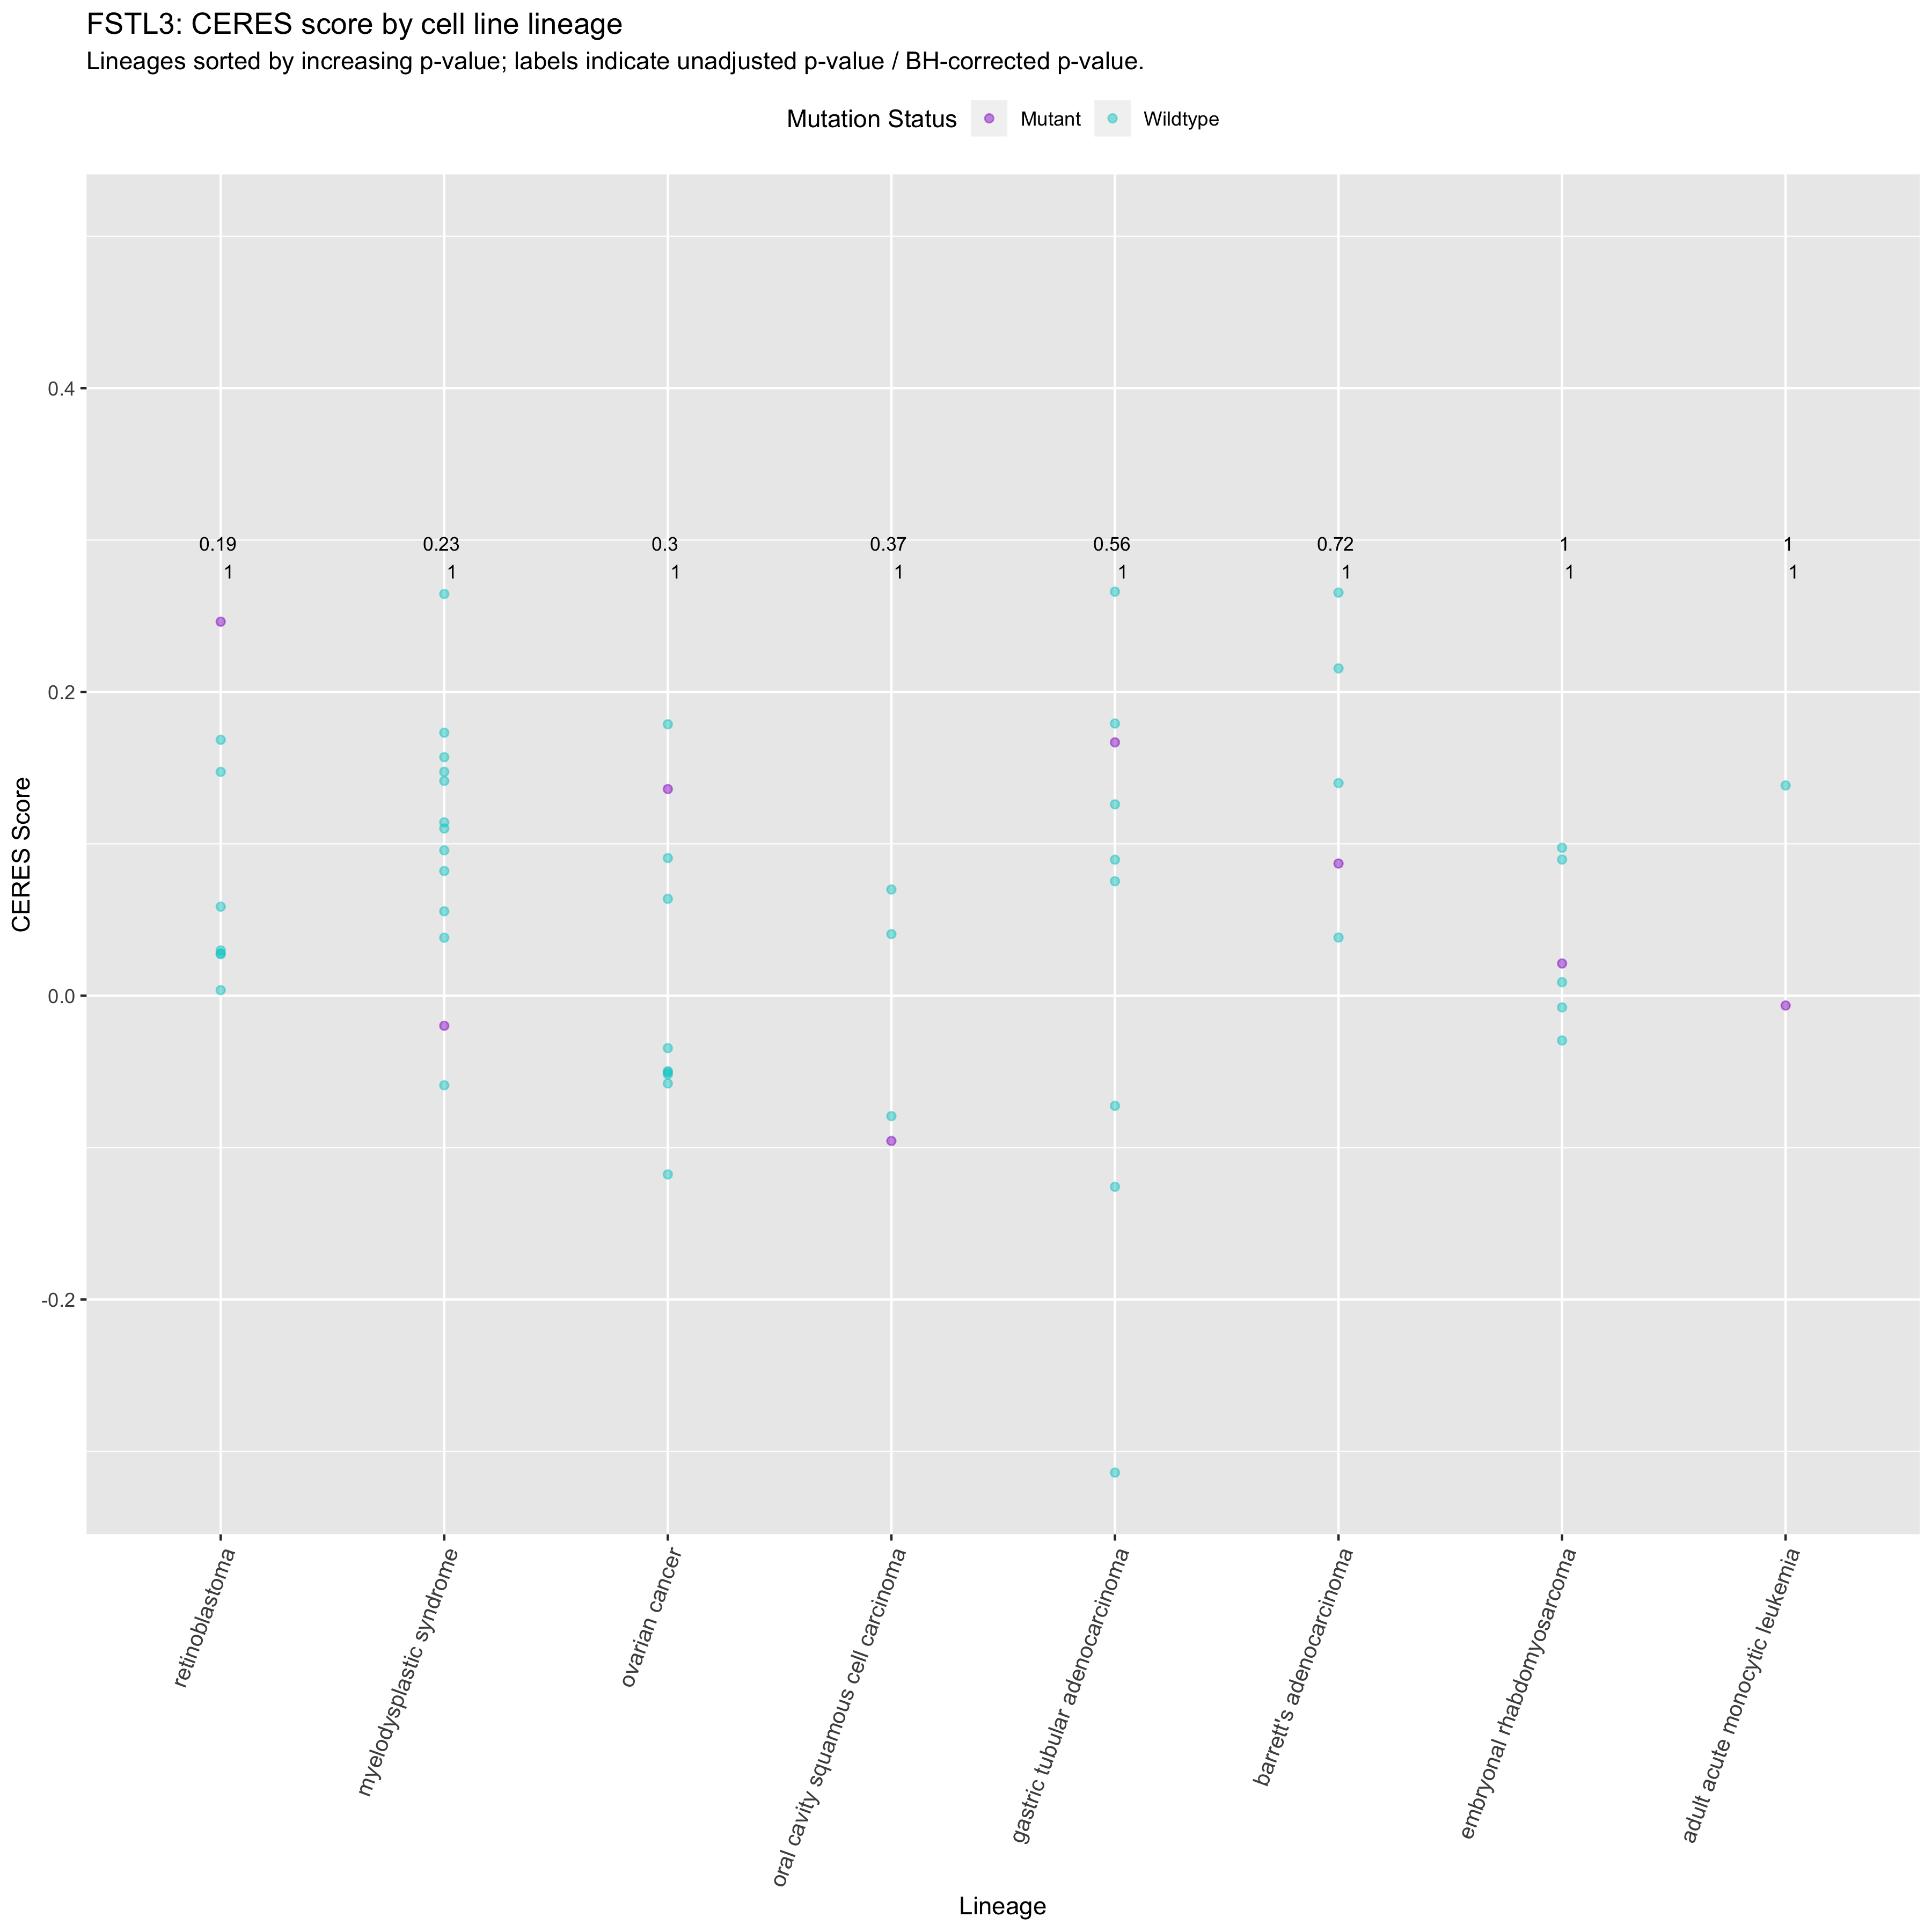 FSTL3: CERES score by cell line lineage
Lineages sorted by increasing p-value; labels indicate unadjusted p-value / BH-corrected p-value.
Mutation Status Mutant Wildtype
0.19 0.23 0.3 0.37 0.56 0.72 1 1
1 1 1 1 1 1 1 1
0.4
0.2
0.0
-0.2
CERES Score
retinoblastoma
myelodysplastic syndrome
ovarian cancer
oral cavity squamous cell carcinoma
gastric tubular adenocarcinoma
barrett's adenocarcinoma
embryonal rhabdomyosarcoma
adult acute monocytic leukemia
Lineage